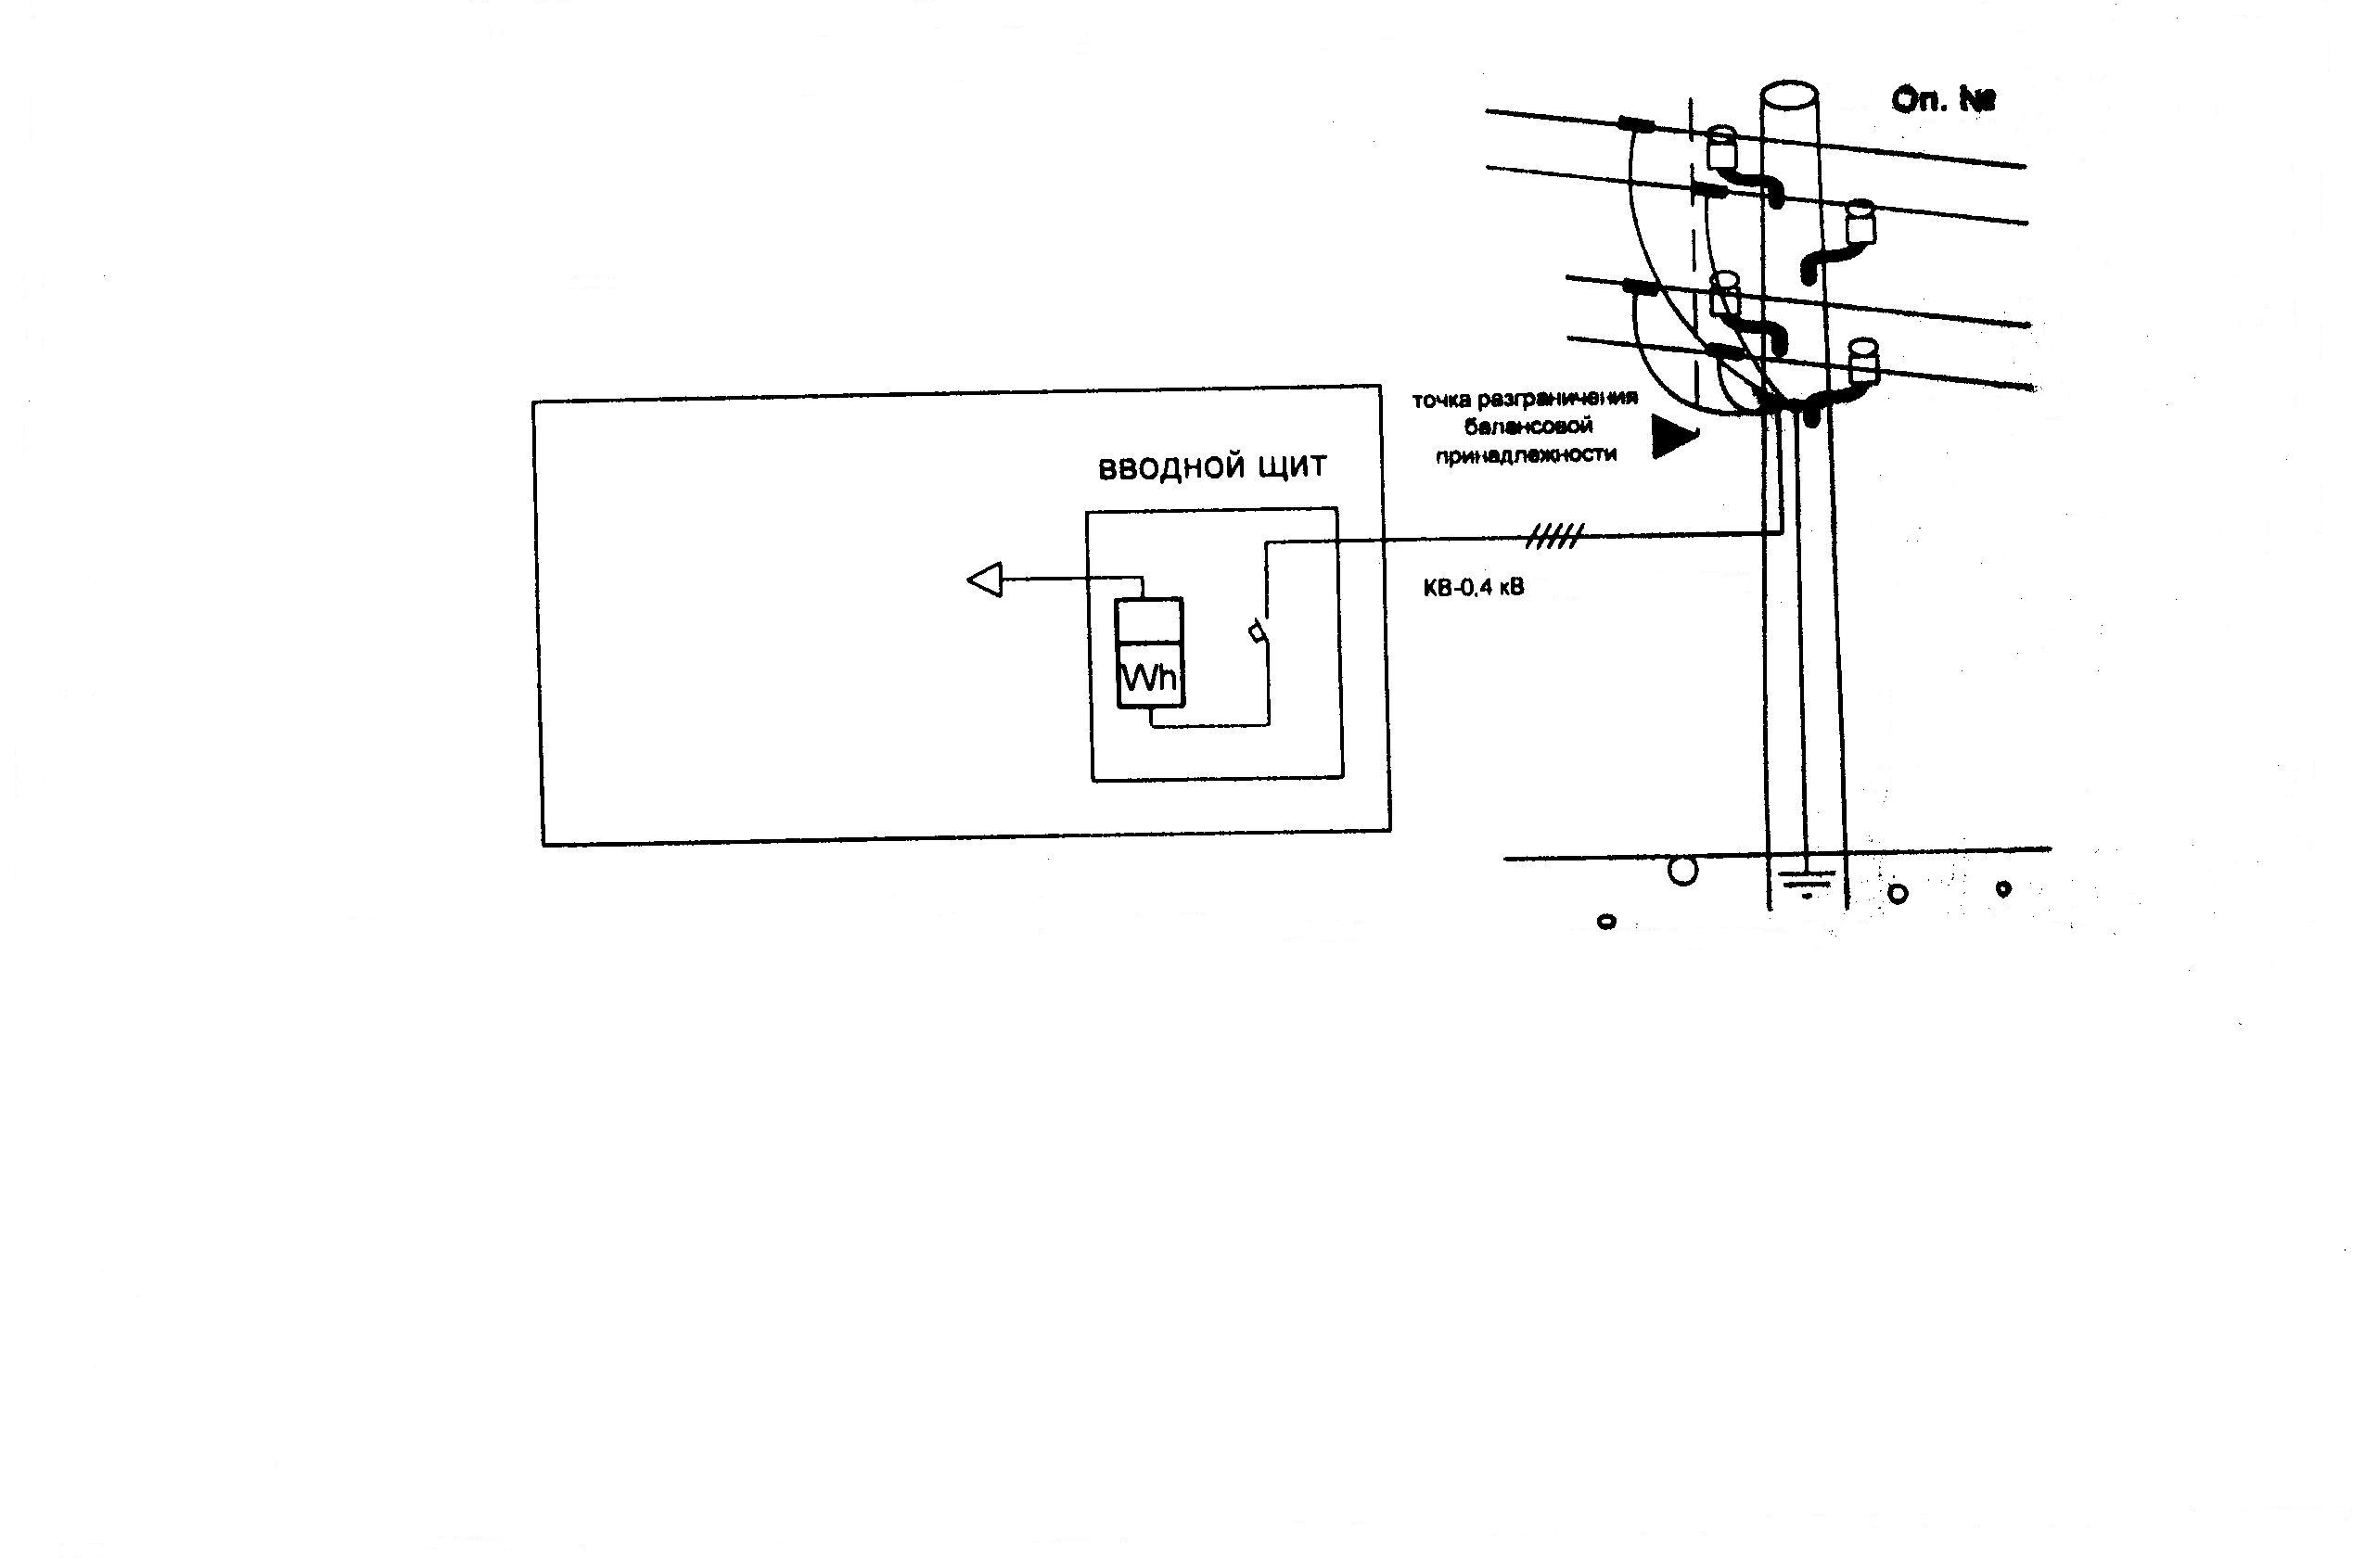 Оп. №
точка разграничения
балансовой
принадлежности
ВВОДНОЙ ЩИТ
КВ-0,4 кВ
Wh